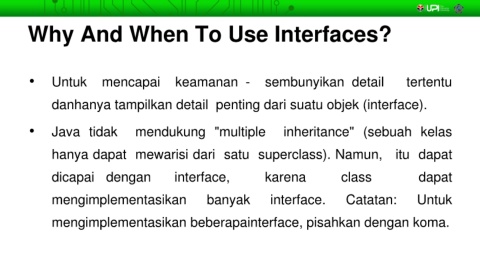 UPI
Why And When To Use Interfaces?
• Untuk mencapai keamanan - sembunyikan detail tertentu
danhanya tampilkan detail penting dari suatu objek (interface).
• Java tidak mendukung "multiple inheritance" (sebuah kelas
hanya dapat mewarisi dari satu superclass). Namun, itu dapat
dicapai dengan interface, karena class dapat
mengimplementasikan banyak interface. Catatan: Untuk
mengimplementasikan beberapainterface, pisahkan dengan koma.